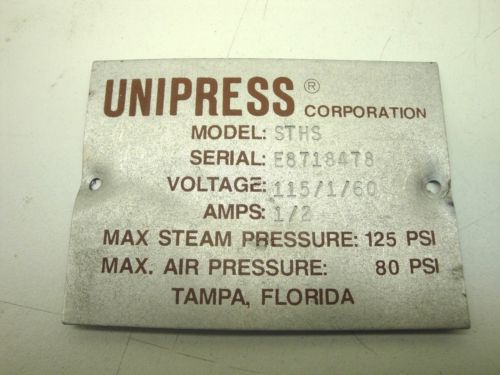 UNIPRESS® CORPORATION
MODEL: STHS
SERIAL: E8718478
VOLTAGE: 115/1/60
AMPS: 1/2
MAX STEAM PRESSURE: 125 PSI
MAX. AIR PRESSURE: 80 PSI
TAMPA, FLORIDA